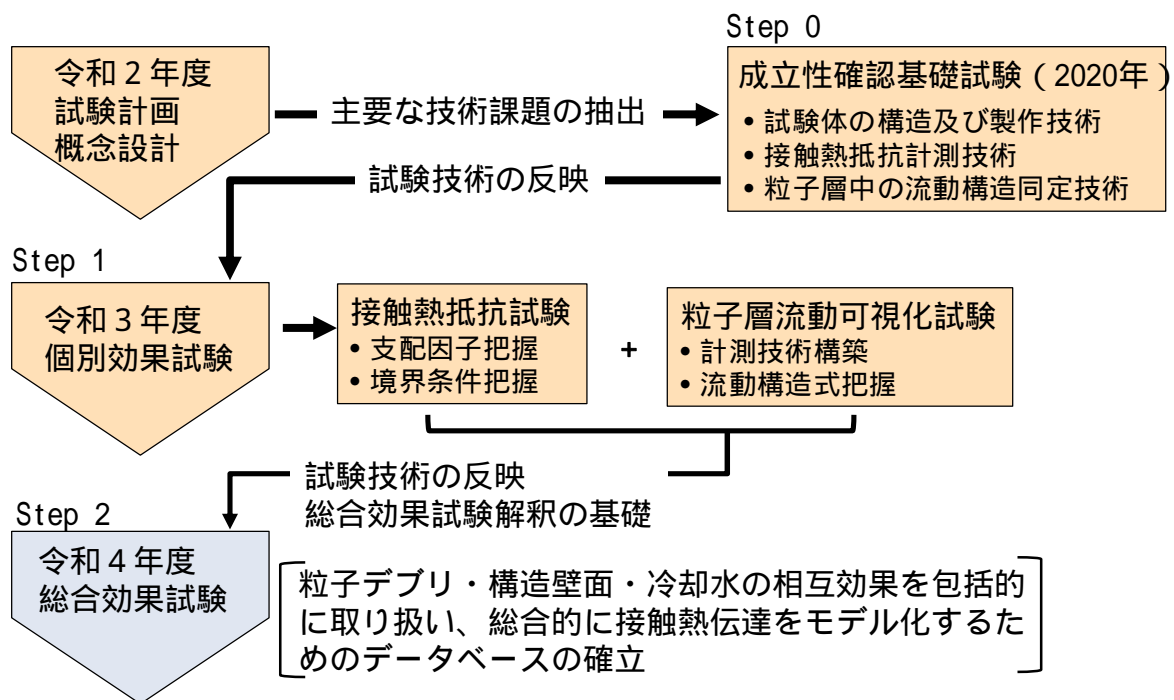 Step 0
令和２年度
試験計画
概念設計
主要な技術課題の抽出
成立性確認基礎試験（2020年）
• 試験体の構造及び製作技術
• 接触熱抵抗計測技術
• 粒子層中の流動構造同定技術
試験技術の反映
Step 1
令和３年度
個別効果試験
接触熱抵抗試験
• 支配因子把握
• 境界条件把握
+
粒子層流動可視化試験
• 計測技術構築
• 流動構造式把握
試験技術の反映
総合効果試験解釈の基礎
Step 2
令和４年度
総合効果試験
粒子デブリ・構造壁面・冷却水の相互効果を包括的
に取り扱い、総合的に接触熱伝達をモデル化するた
めのデータベースの確立